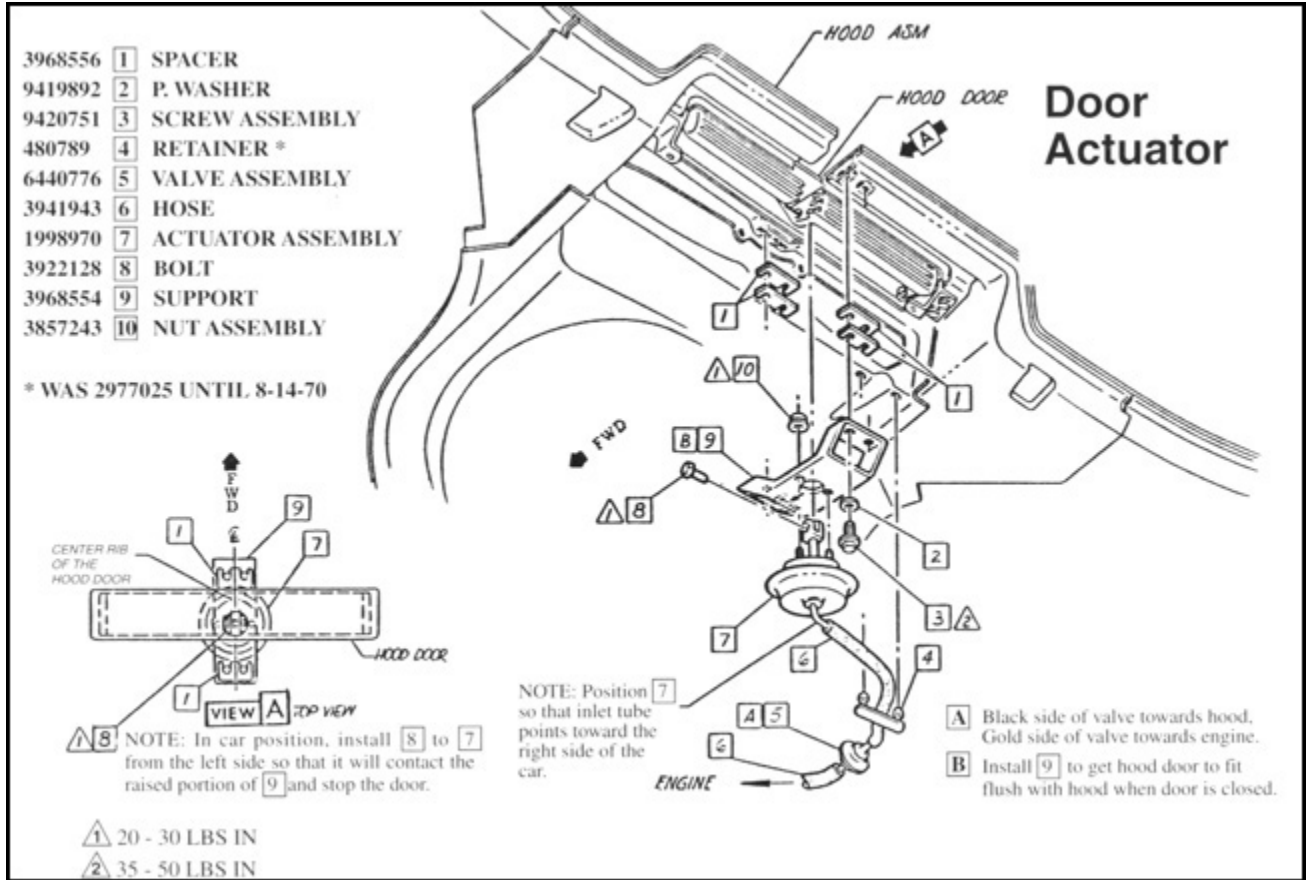 3968556 1 SPACER
9419892 2 P. WASHER
9420751 3 SCREW ASSEMBLY
480789 4 RETAINER *
6440776 5 VALVE ASSEMBLY
3941943 6 HOSE
1998970 7 ACTUATOR ASSEMBLY
3922128 8 BOLT
3968554 9 SUPPORT
3857243 10 NUT ASSEMBLY
* WAS 2977025 UNTIL 8-14-70
HOOD ASM
HOOD DOOR
A
Door
Actuator
1
1
1 10
FWD
B 9
1 8
2
3 2
7
6
4
A 5
6
ENGINE
FWD
9
1
7
CENTER RIB
OF THE
HOOD DOOR
HOOD DOOR
1
VIEW A TOP VIEW
1 8 NOTE: In car position, install 8 to 7
from the left side so that it will contact the
raised portion of 9 and stop the door.
NOTE: Position 7
so that inlet tube
points toward the
right side of the
car.
A Black side of valve towards hood,
Gold side of valve towards engine.
B Install 9 to get hood door to fit
flush with hood when door is closed.
1 20 - 30 LBS IN
2 35 - 50 LBS IN